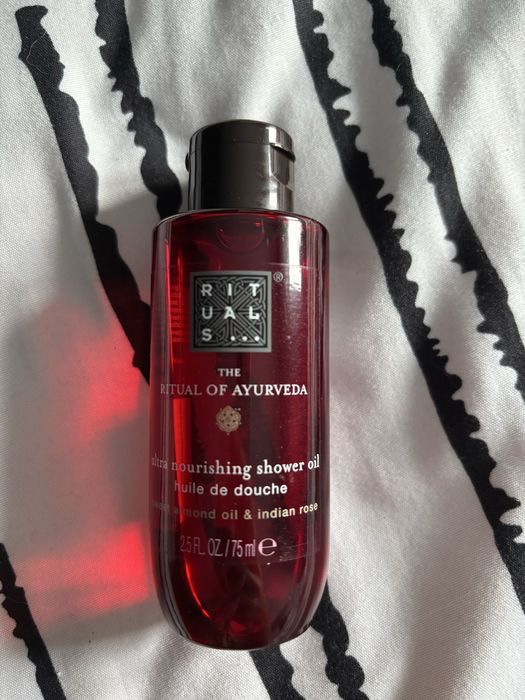 RIT
UAL
S... ®
THE
RITUAL OF AYURVEDA
ultra nourishing shower oil
huile de douche
sweet almond oil & indian rose
2.5 FL. OZ. / 75 ml ℮